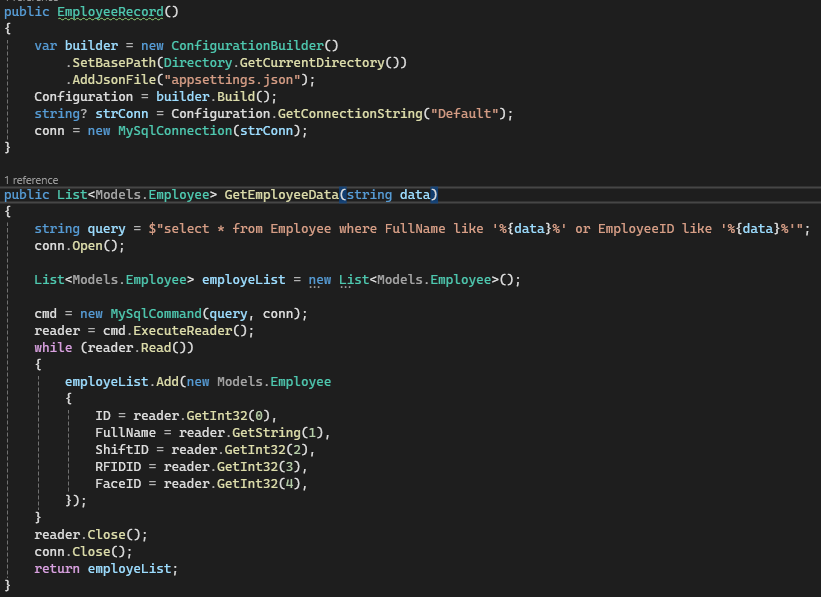 public EmployeeRecord()
{
    var builder = new ConfigurationBuilder()
        .SetBasePath(Directory.GetCurrentDirectory())
        .AddJsonFile("appsettings.json");
    Configuration = builder.Build();
    string? strConn = Configuration.GetConnectionString("Default");
    conn = new MySqlConnection(strConn);
}
1 reference
public List<Models.Employee> GetEmployeeData(string data)
{
    string query = $"select * from Employee where FullName like '%{data}%' or EmployeeID like '%{data}%'";
    conn.Open();
    List<Models.Employee> employeList = new List<Models.Employee>();
    cmd = new MySqlCommand(query, conn);
    reader = cmd.ExecuteReader();
    while (reader.Read())
    {
        employeList.Add(new Models.Employee
        {
            ID = reader.GetInt32(0),
            FullName = reader.GetString(1),
            ShiftID = reader.GetInt32(2),
            RFIDID = reader.GetInt32(3),
            FaceID = reader.GetInt32(4),
        });
    }
    reader.Close();
    conn.Close();
    return employeList;
}